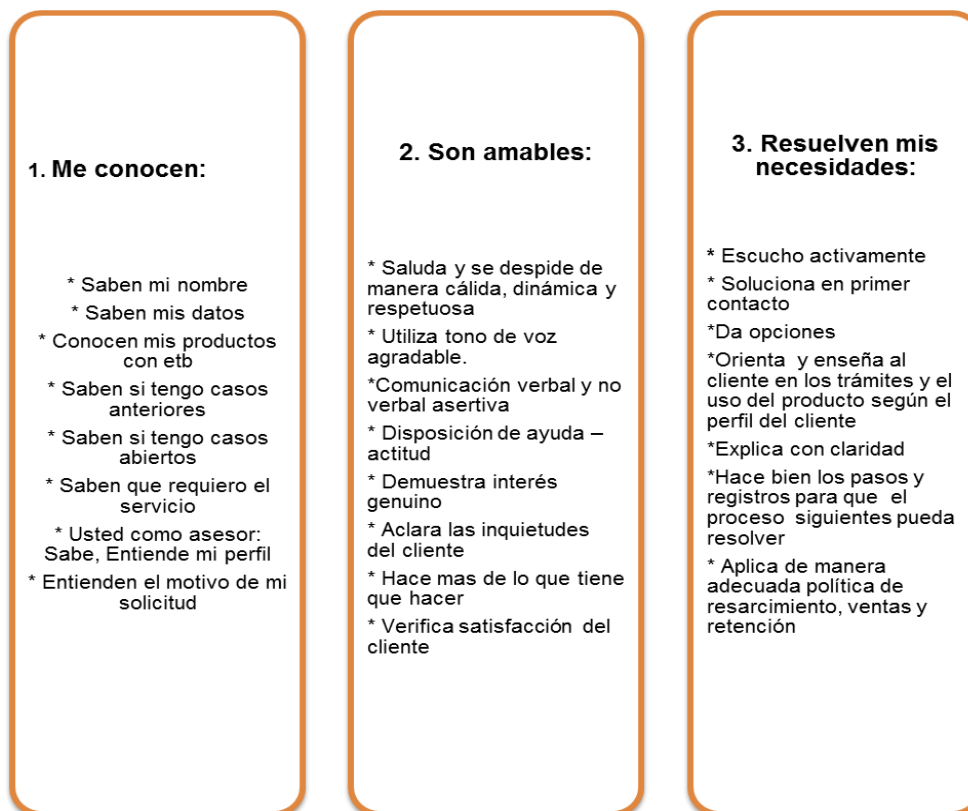 1. Me conocen:
* Saben mi nombre
* Saben mis datos
* Conocen mis productos
con etb
* Saben si tengo casos
anteriores
* Saben si tengo casos
abiertos
* Saben que requiero el
servicio
* Usted como asesor:
Sabe, Entiende mi perfil
* Entienden el motivo de mi
solicitud
2. Son amables:
* Saluda y se despide de
manera cálida, dinámica y
respetuosa
* Utiliza tono de voz
agradable.
*Comunicación verbal y no
verbal asertiva
* Disposición de ayuda –
actitud
* Demuestra interés
genuino
* Aclara las inquietudes
del cliente
* Hace mas de lo que tiene
que hacer
* Verifica satisfacción del
cliente
3. Resuelven mis
necesidades:
* Escucho activamente
* Soluciona en primer
contacto
*Da opciones
*Orienta y enseña al
cliente en los trámites y el
uso del producto según el
perfil del cliente
*Explica con claridad
*Hace bien los pasos y
registros para que el
proceso siguientes pueda
resolver
* Aplica de manera
adecuada política de
resarcimiento, ventas y
retención